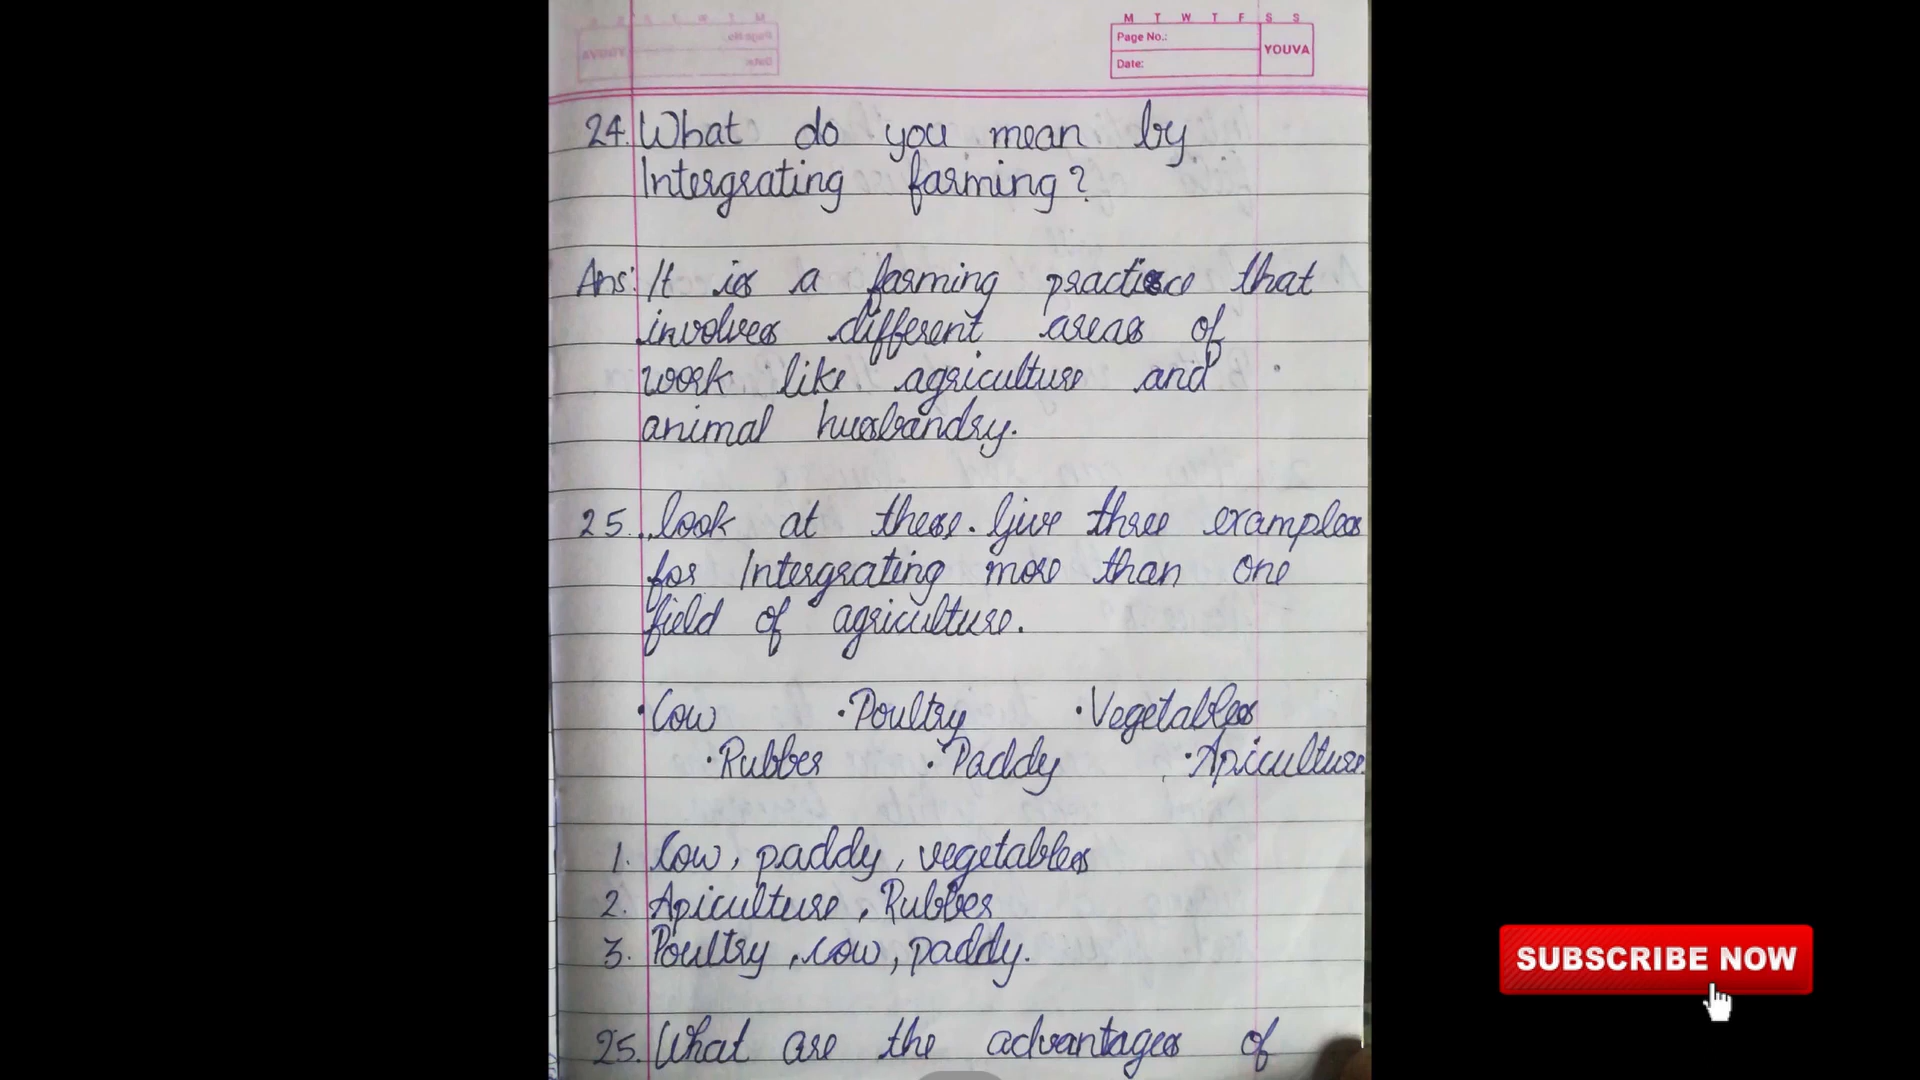 M T W T F S S
Page No.:
YOUVA
Date:
24. What do you mean by
Intergrating farming?
Ans: It is a farming practice that
involves different areas of
work like agriculture and
animal husbandry.
25. Look at these. Give three examples
for Intergrating more than one
field of agriculture.
•Cow •Poultry •Vegetables
•Rubber •Paddy •Apiculture
1. Cow, paddy, vegetables
2. Apiculture, Rubber
3. Poultry, cow, paddy.
25. What are the advantages of
SUBSCRIBE NOW